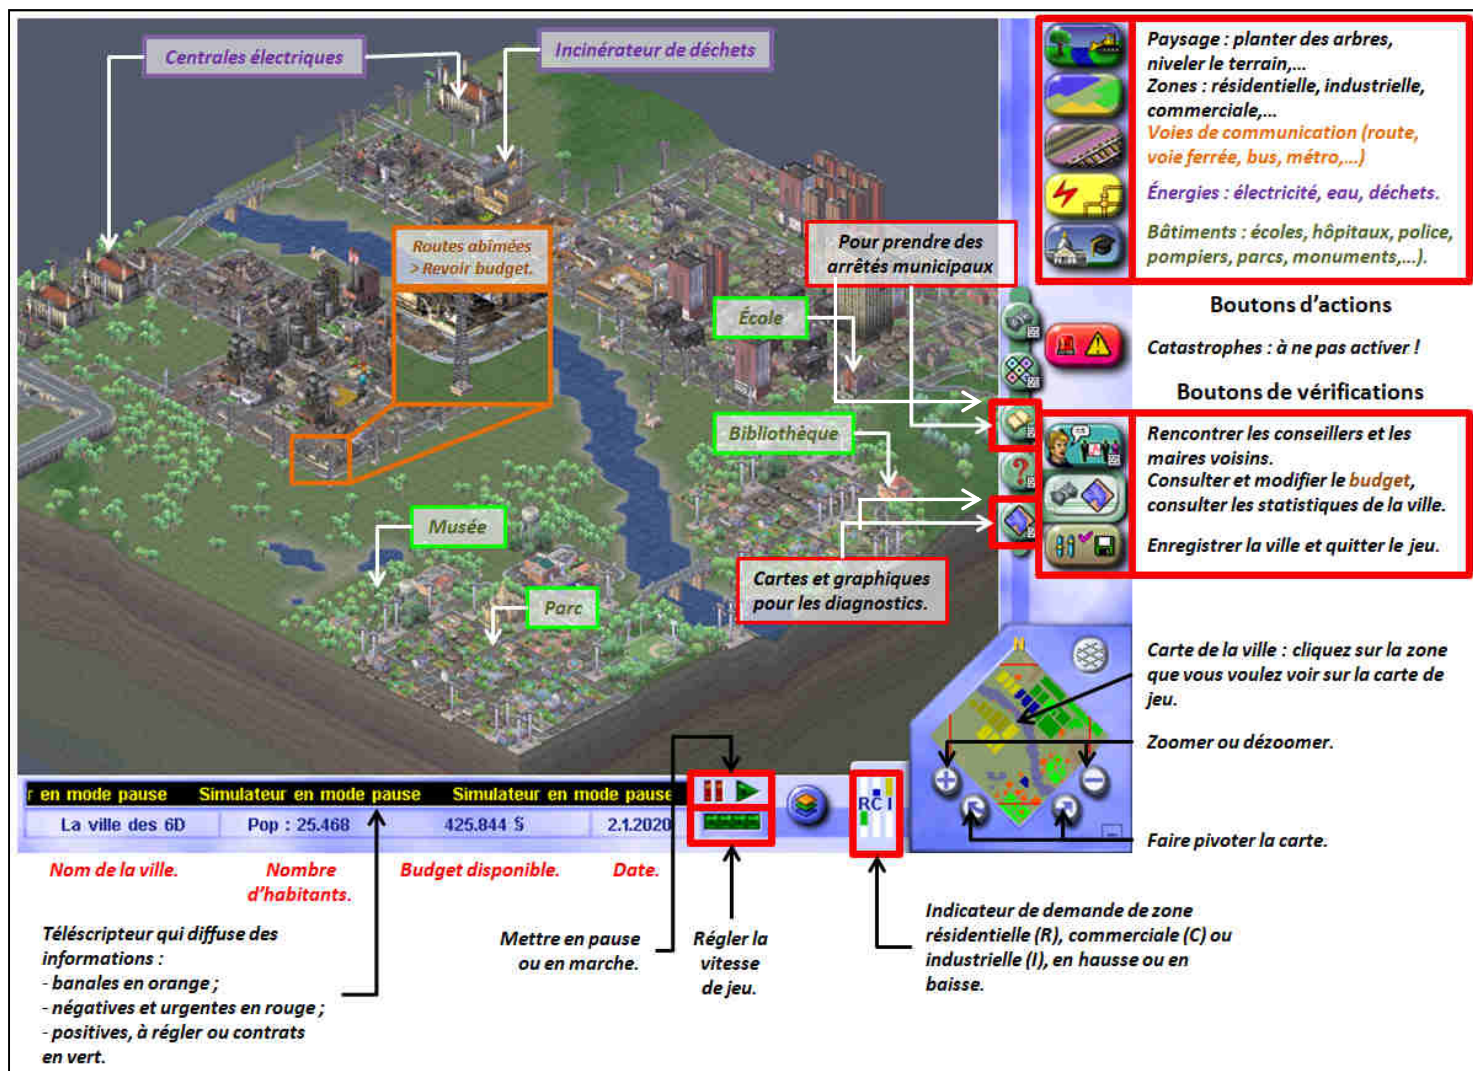 Centrales électriques
Incinérateur de déchets
Routes abîmées
> Revoir budget.
Pour prendre des
arrêtés municipaux
École
Bibliothèque
Musée
Parc
Cartes et graphiques
pour les diagnostics.
Paysage : planter des arbres,
niveler le terrain,...
Zones : résidentielle, industrielle,
commerciale,...
Voies de communication (route,
voie ferrée, bus, métro,...)
Énergies : électricité, eau, déchets.
Bâtiments : écoles, hôpitaux, police,
pompiers, parcs, monuments,...).
Boutons d'actions
Catastrophes : à ne pas activer !
Boutons de vérifications
Rencontrer les conseillers et les
maires voisins.
Consulter et modifier le budget,
consulter les statistiques de la ville.
Enregistrer la ville et quitter le jeu.
N
Carte de la ville : cliquez sur la zone
que vous voulez voir sur la carte de
jeu.
Zoomer ou dézoomer.
Faire pivoter la carte.
r en mode pause Simulateur en mode pause Simulateur en mode pause
La ville des 6D Pop : 25.468 425.844 § 2.1.2020
RCI
Nom de la ville.
Nombre
d'habitants.
Budget disponible.
Date.
Téléscripteur qui diffuse des
informations :
- banales en orange ;
- négatives et urgentes en rouge ;
- positives, à régler ou contrats
en vert.
Mettre en pause
ou en marche.
Régler la
vitesse
de jeu.
Indicateur de demande de zone
résidentielle (R), commerciale (C) ou
industrielle (I), en hausse ou en
baisse.